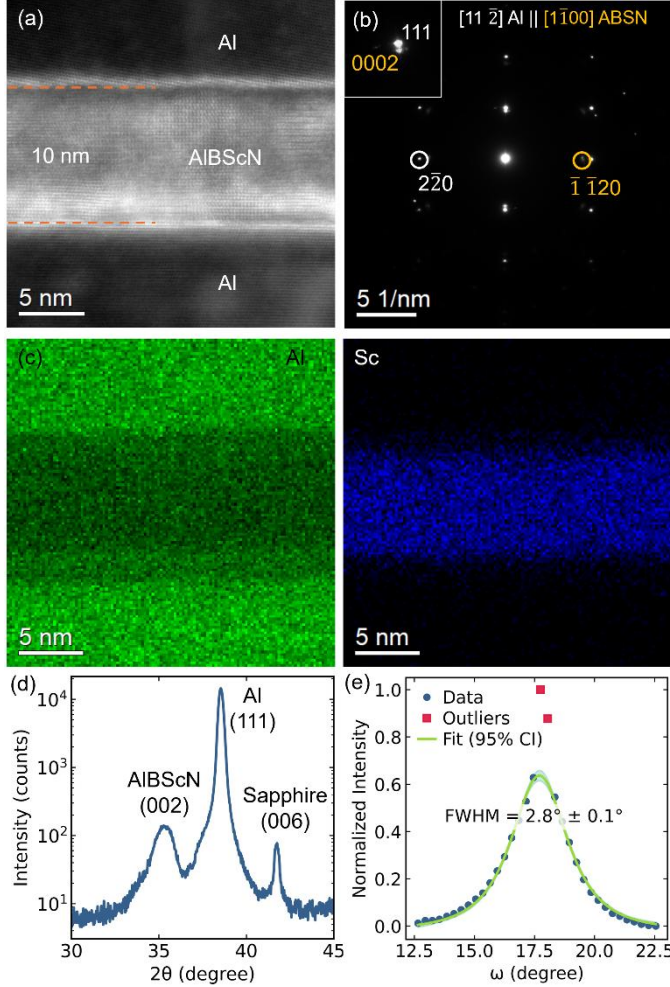 (a)
Al
10 nm
AlBScN
Al
5 nm
(b)
[11 2̄] Al || [11̄00] ABSN
111
0002
22̄0
1̄ 1̄20
5 1/nm
(c)
Al
5 nm
Sc
5 nm
(d)
Intensity (counts)
10⁴
10³
10²
10¹
AlBScN
(002)
Al
(111)
Sapphire
(006)
30 35 40 45
2θ (degree)
(e)
Normalized Intensity
1.0
0.8
0.6
0.4
0.2
0.0
Data
Outliers
Fit (95% CI)
FWHM = 2.8° ± 0.1°
12.5 15.0 17.5 20.0 22.5
ω (degree)